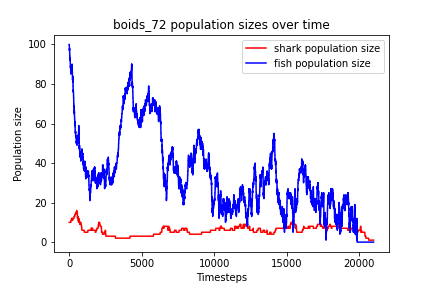 boids_72 population sizes over time
shark population size
fish population size
Population size
100
80
60
40
20
0
0
5000
10000
15000
20000
Timesteps